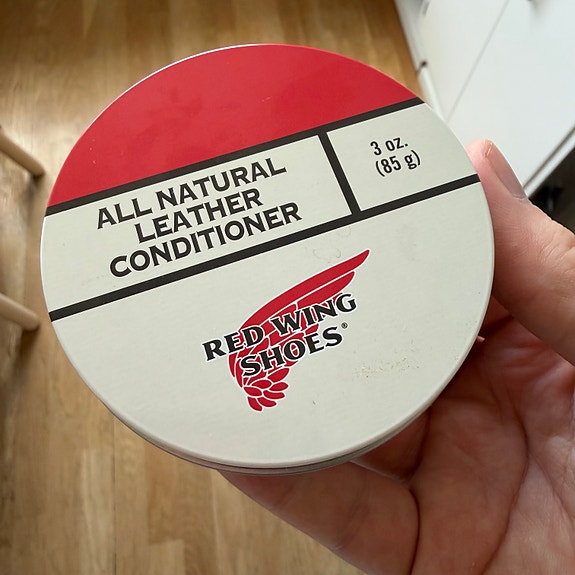 ALL NATURAL
LEATHER
CONDITIONER
3 oz.
(85 g)
RED WING
SHOES®